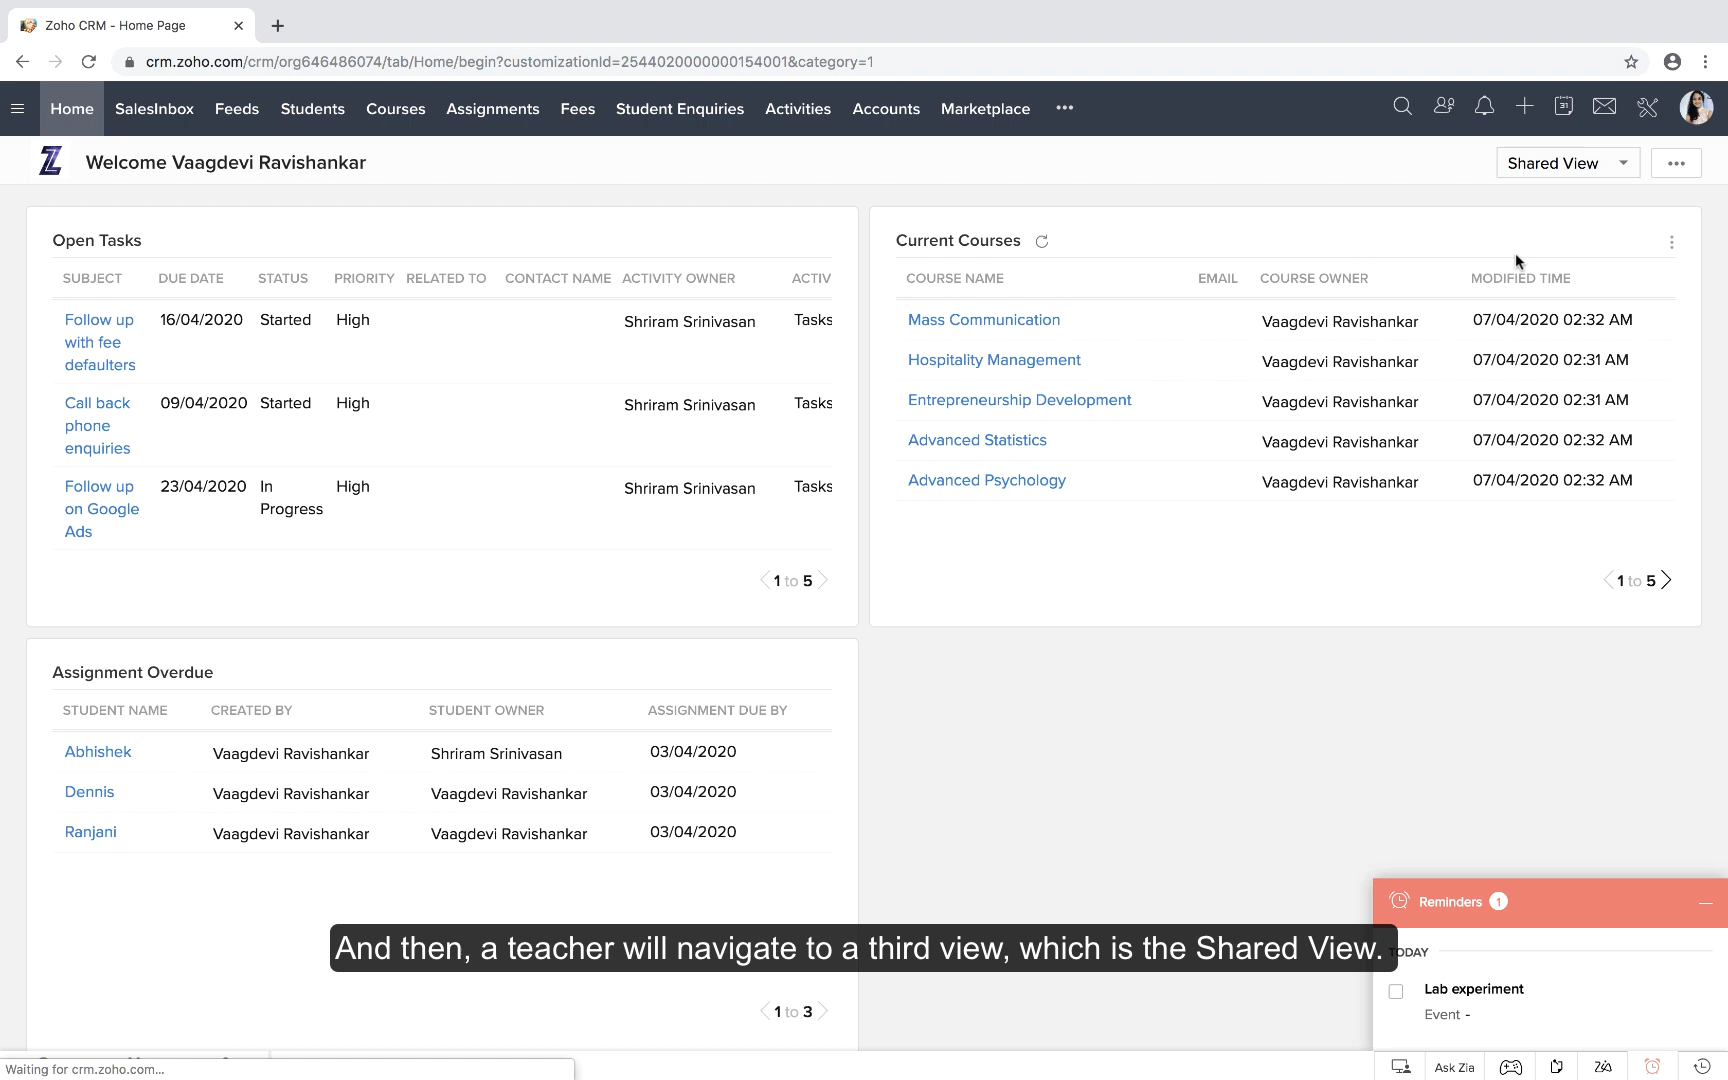 Zoho CRM - Home Page
crm.zoho.com/crm/org646486074/tab/Home/begin?customizationId=2544020000000154001&category=1
Home SalesInbox Feeds Students Courses Assignments Fees Student Enquiries Activities Accounts Marketplace •••
31
Welcome Vaagdevi Ravishankar
Shared View
Open Tasks
SUBJECT DUE DATE STATUS PRIORITY RELATED TO CONTACT NAME ACTIVITY OWNER ACTIV
Follow up with fee defaulters 16/04/2020 Started High Shriram Srinivasan Tasks
Call back phone enquiries 09/04/2020 Started High Shriram Srinivasan Tasks
Follow up on Google Ads 23/04/2020 In Progress High Shriram Srinivasan Tasks
1 to 5
Current Courses
COURSE NAME EMAIL COURSE OWNER MODIFIED TIME
Mass Communication Vaagdevi Ravishankar 07/04/2020 02:32 AM
Hospitality Management Vaagdevi Ravishankar 07/04/2020 02:31 AM
Entrepreneurship Development Vaagdevi Ravishankar 07/04/2020 02:31 AM
Advanced Statistics Vaagdevi Ravishankar 07/04/2020 02:32 AM
Advanced Psychology Vaagdevi Ravishankar 07/04/2020 02:32 AM
1 to 5
Assignment Overdue
STUDENT NAME CREATED BY STUDENT OWNER ASSIGNMENT DUE BY
Abhishek Vaagdevi Ravishankar Shriram Srinivasan 03/04/2020
Dennis Vaagdevi Ravishankar Vaagdevi Ravishankar 03/04/2020
Ranjani Vaagdevi Ravishankar Vaagdevi Ravishankar 03/04/2020
1 to 3
Reminders 1
TODAY
Lab experiment
Event -
And then, a teacher will navigate to a third view, which is the Shared View.
Waiting for crm.zoho.com...
Ask Zia